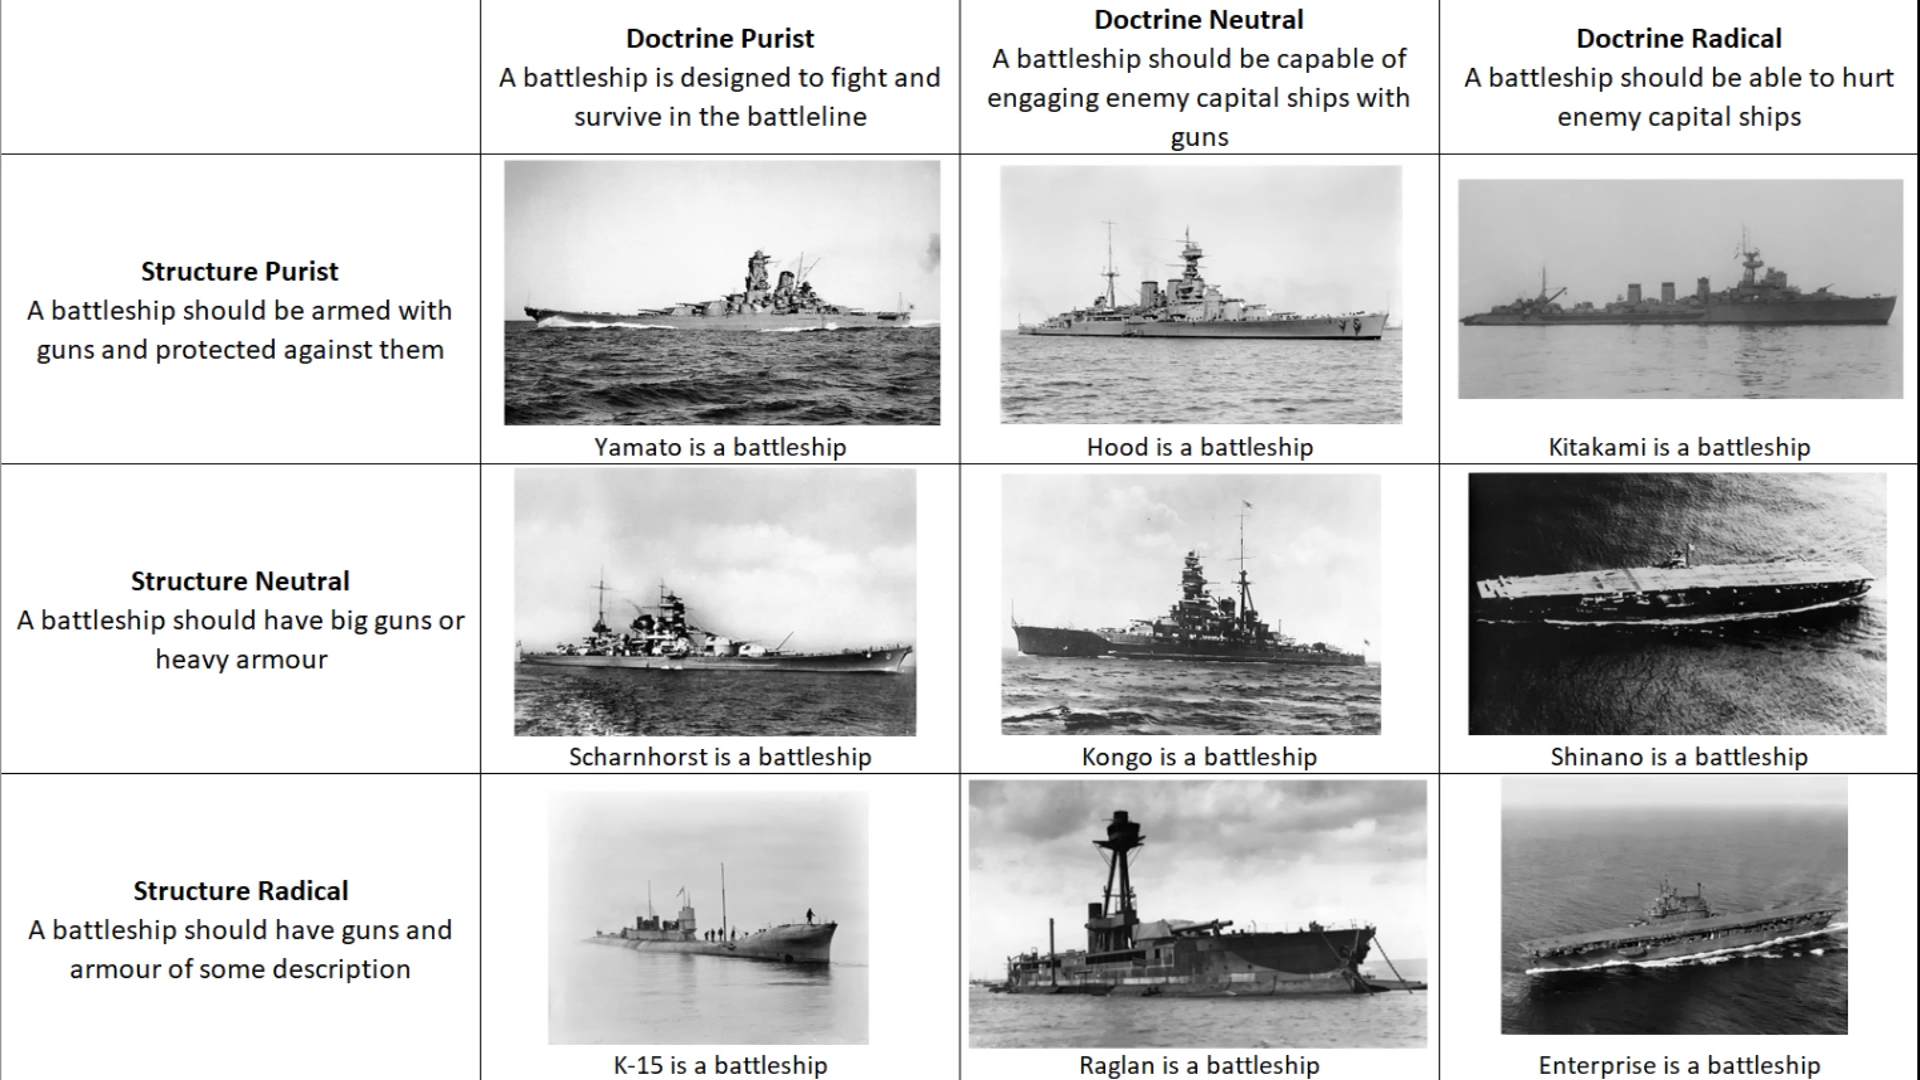 Doctrine Purist
A battleship is designed to fight and
survive in the battleline
Doctrine Neutral
A battleship should be capable of
engaging enemy capital ships with
guns
Doctrine Radical
A battleship should be able to hurt
enemy capital ships
Structure Purist
A battleship should be armed with
guns and protected against them
Yamato is a battleship
Hood is a battleship
Kitakami is a battleship
Structure Neutral
A battleship should have big guns or
heavy armour
Scharnhorst is a battleship
Kongo is a battleship
Shinano is a battleship
Structure Radical
A battleship should have guns and
armour of some description
K-15 is a battleship
Raglan is a battleship
Enterprise is a battleship